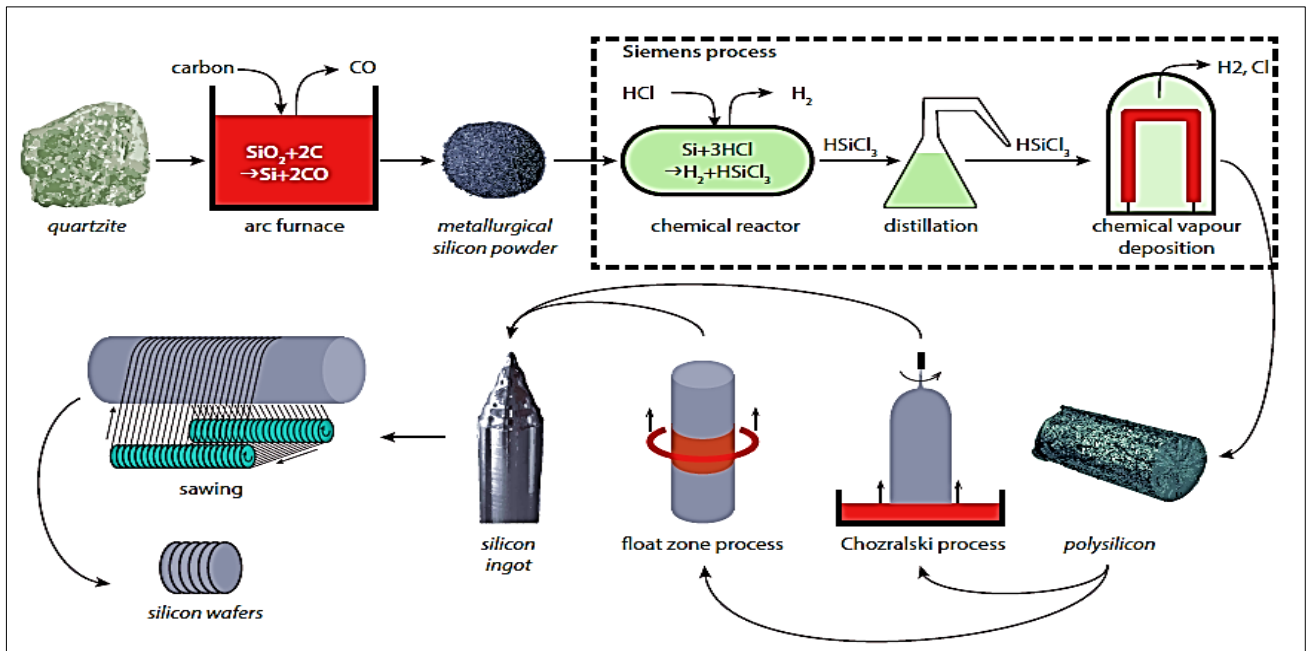 Siemens process
carbon
CO
HCl
H₂
H2, Cl
SiO₂+2C
→Si+2CO
Si+3HCl
→H₂+HSiCl₃
HSiCl₃
HSiCl₃
quartzite
arc furnace
metallurgical
silicon powder
chemical reactor
distillation
chemical vapour
deposition
sawing
silicon
ingot
float zone process
Chozralski process
polysilicon
silicon wafers